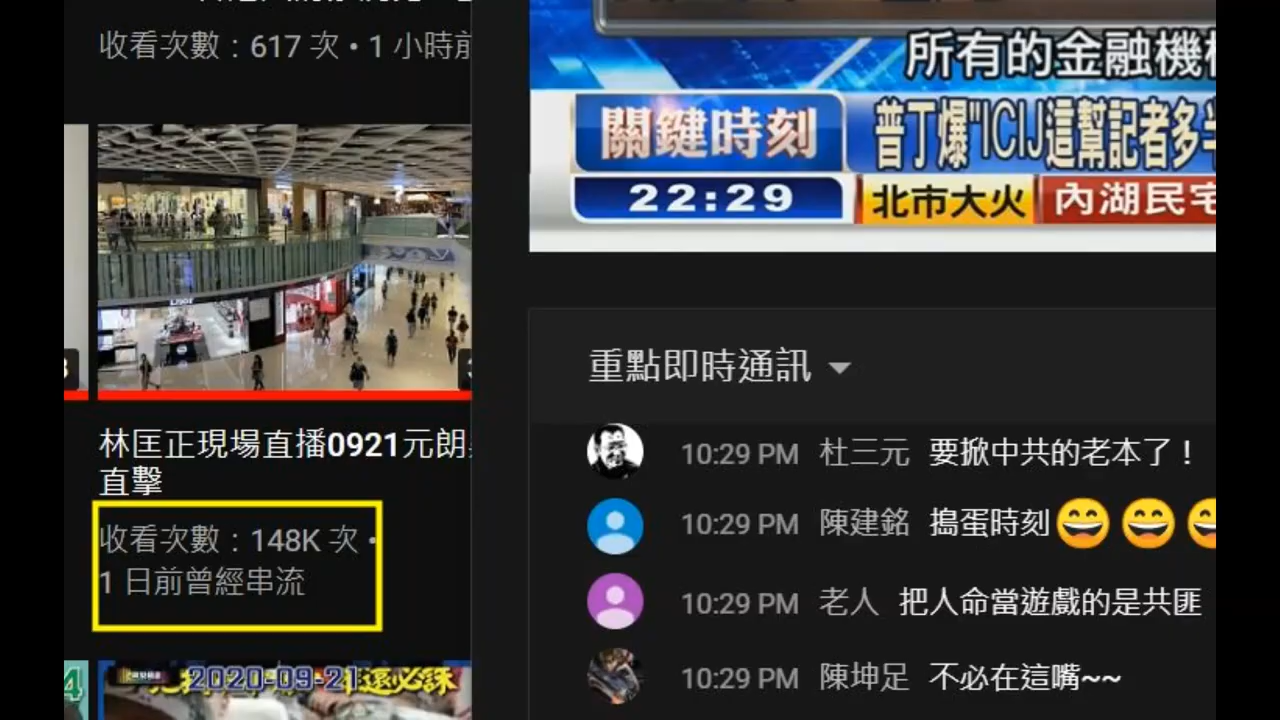 收看次數：617 次 • 1 小時前
林匡正現場直播0921元朗
直擊
收看次數：148K 次 •
1 日前曾經串流
2020-09-21
還必誅
4
所有的金融機
關鍵時刻
普丁爆"ICIJ這幫記者多半
22:29
北市大火
內湖民宅
重點即時通訊
10:29 PM 杜三元 要掀中共的老本了！
10:29 PM 陳建銘 搗蛋時刻😄😄😄
10:29 PM 老人 把人命當遊戲的是共匪
10:29 PM 陳坤足 不必在這嘴~~